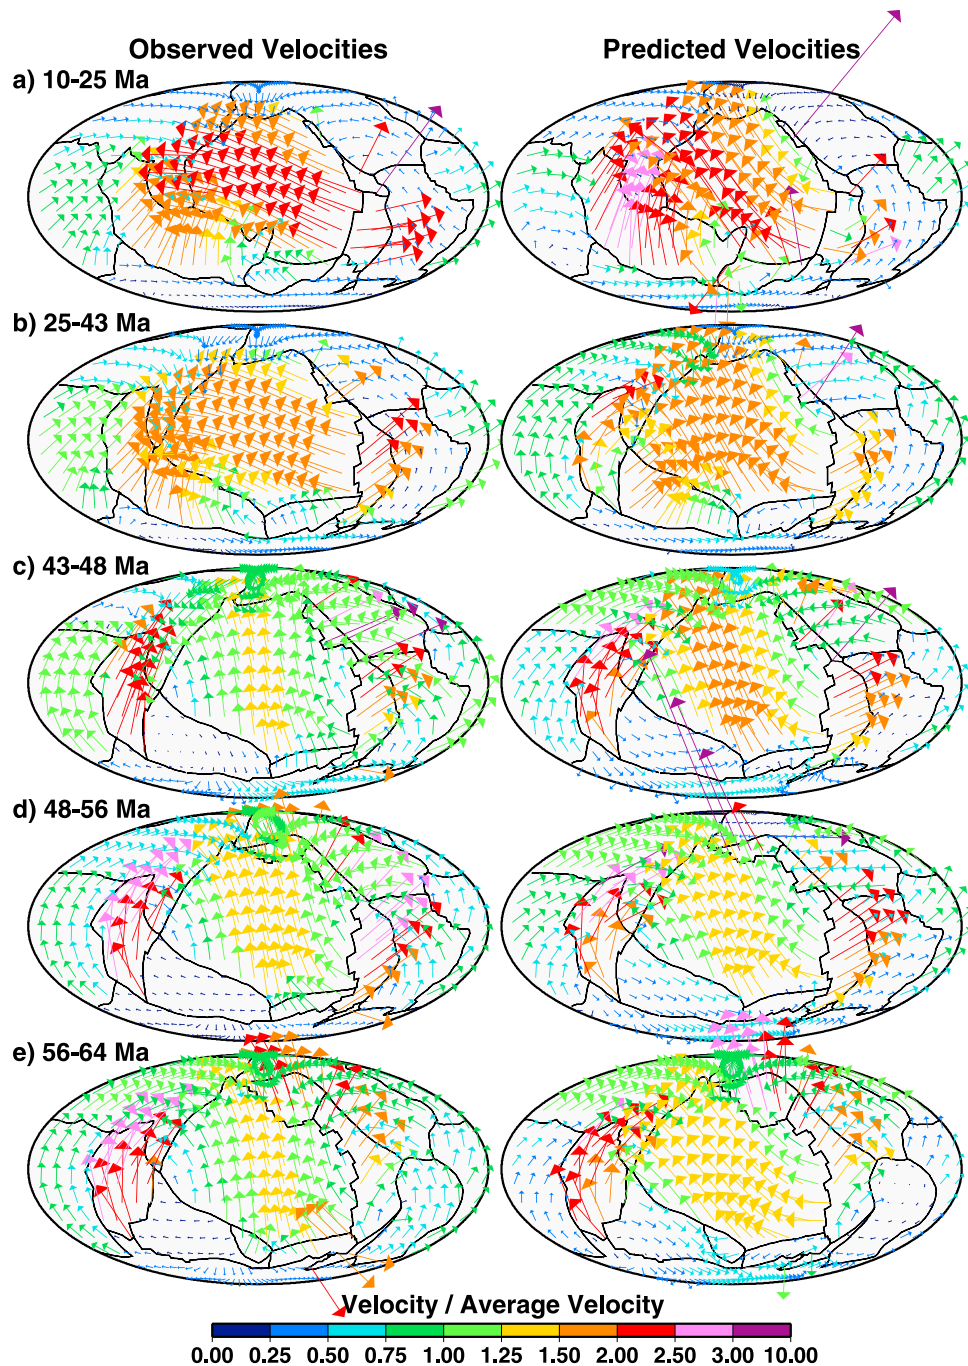 Observed Velocities
Predicted Velocities
a) 10-25 Ma
b) 25-43 Ma
c) 43-48 Ma
d) 48-56 Ma
e) 56-64 Ma
Velocity / Average Velocity
0.00 0.25 0.50 0.75 1.00 1.25 1.50 2.00 2.50 3.00 10.00